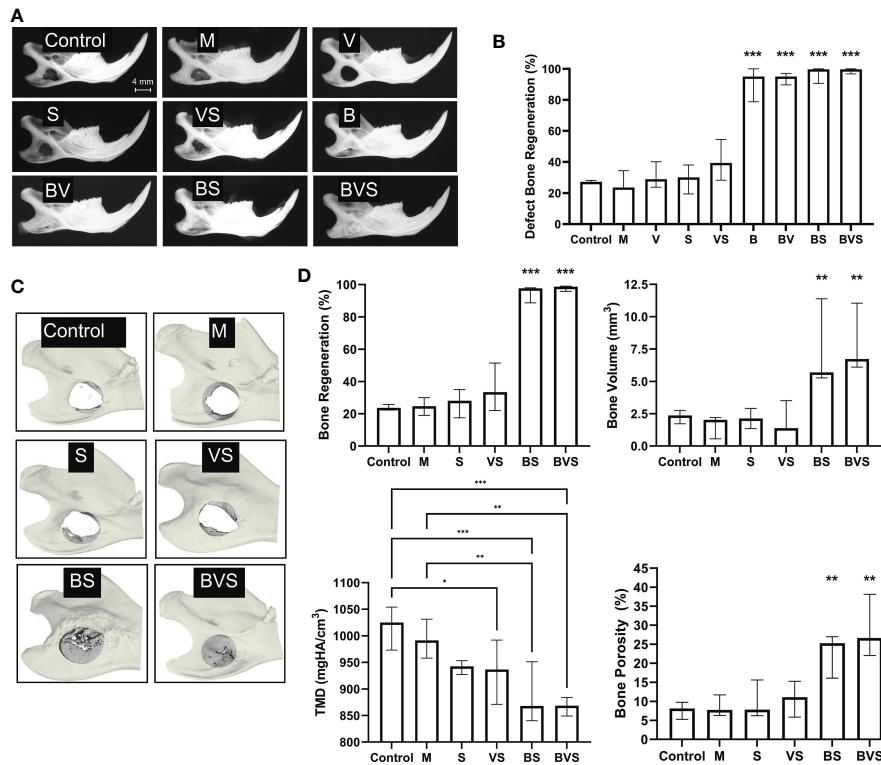 A
Control
M
V
4 mm
S
VS
B
BV
BS
BVS
B
Defect Bone Regeneration (%)
100
80
60
40
20
0
*** *** *** ***
Control M V S VS B BV BS BVS
C
Control
M
S
VS
BS
BVS
D
Bone Regeneration (%)
100
80
60
40
20
0
*** ***
Control M S VS BS BVS
Bone Volume (mm³)
12.5
10.0
7.5
5.0
2.5
0.0
** **
Control M S VS BS BVS
TMD (mgHA/cm³)
1100
1050
1000
950
900
850
800
***
**
***
**
*
Control M S VS BS BVS
Bone Porosity (%)
45
40
35
30
25
20
15
10
5
0
** **
Control M S VS BS BVS